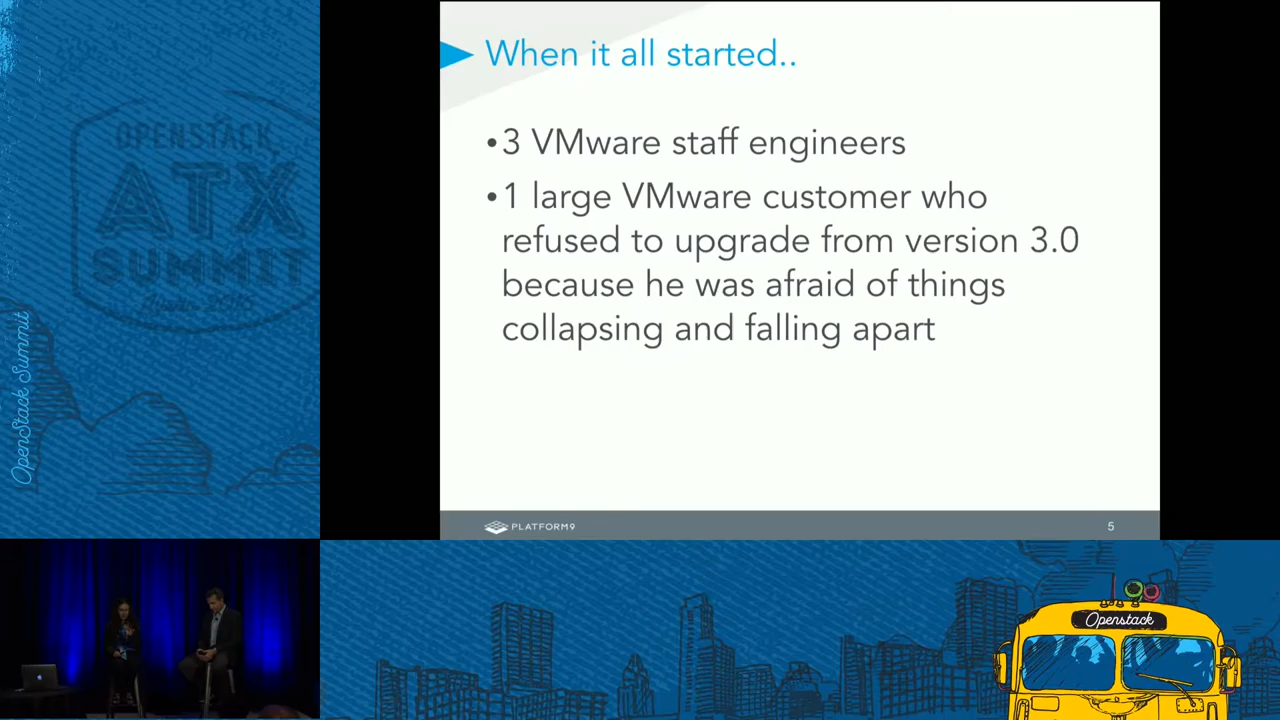 When it all started..
•3 VMware staff engineers
•1 large VMware customer who
refused to upgrade from version 3.0
because he was afraid of things
collapsing and falling apart
PLATFORM9
5
OPENSTACK
ATX
SUMMIT
OpenStack Summit
Openstack